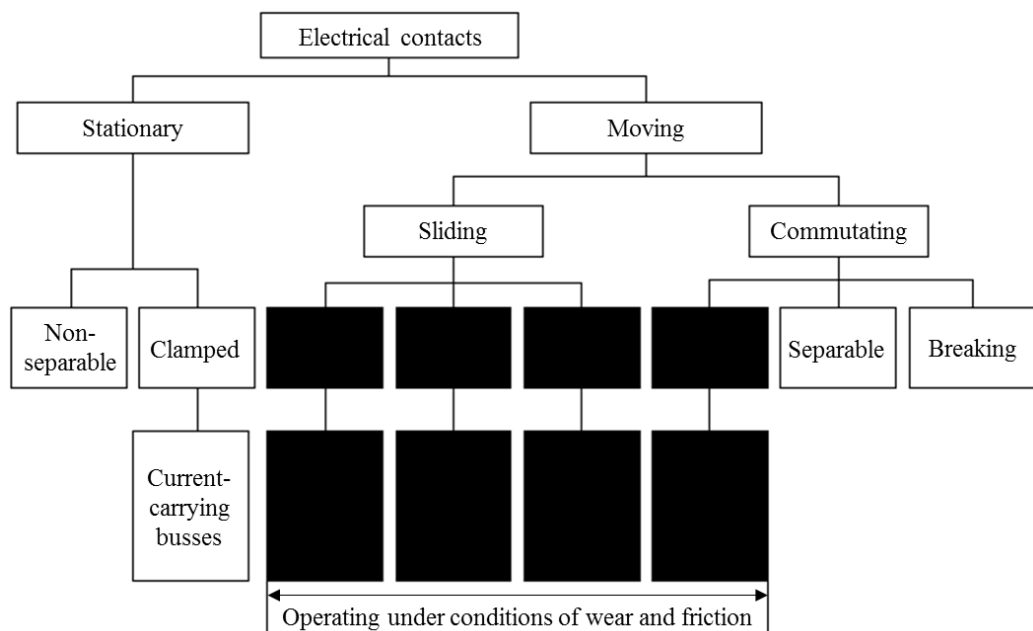 Electrical contacts
Stationary
Moving
Sliding
Commutating
Non-
separable
Clamped
Separable
Breaking
Current-
carrying
busses
Operating under conditions of wear and friction